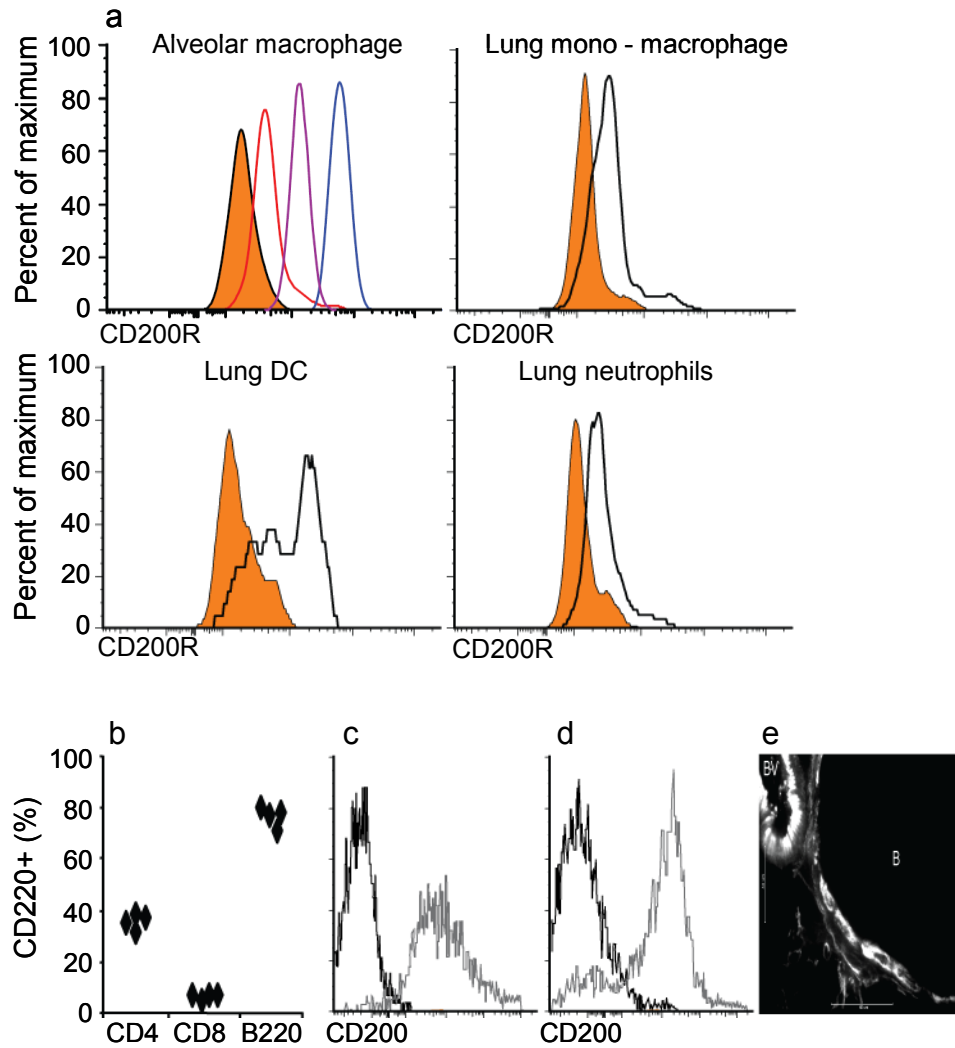 a
Alveolar macrophage
Lung mono - macrophage
Percent of maximum
100
80
60
40
20
0
CD200R
CD200R
Lung DC
Lung neutrophils
Percent of maximum
100
80
60
40
20
0
CD200R
CD200R
b
c
d
e
CD220+ (%)
100
80
60
40
20
0
CD4
CD8
B220
CD200
CD200
BV
B